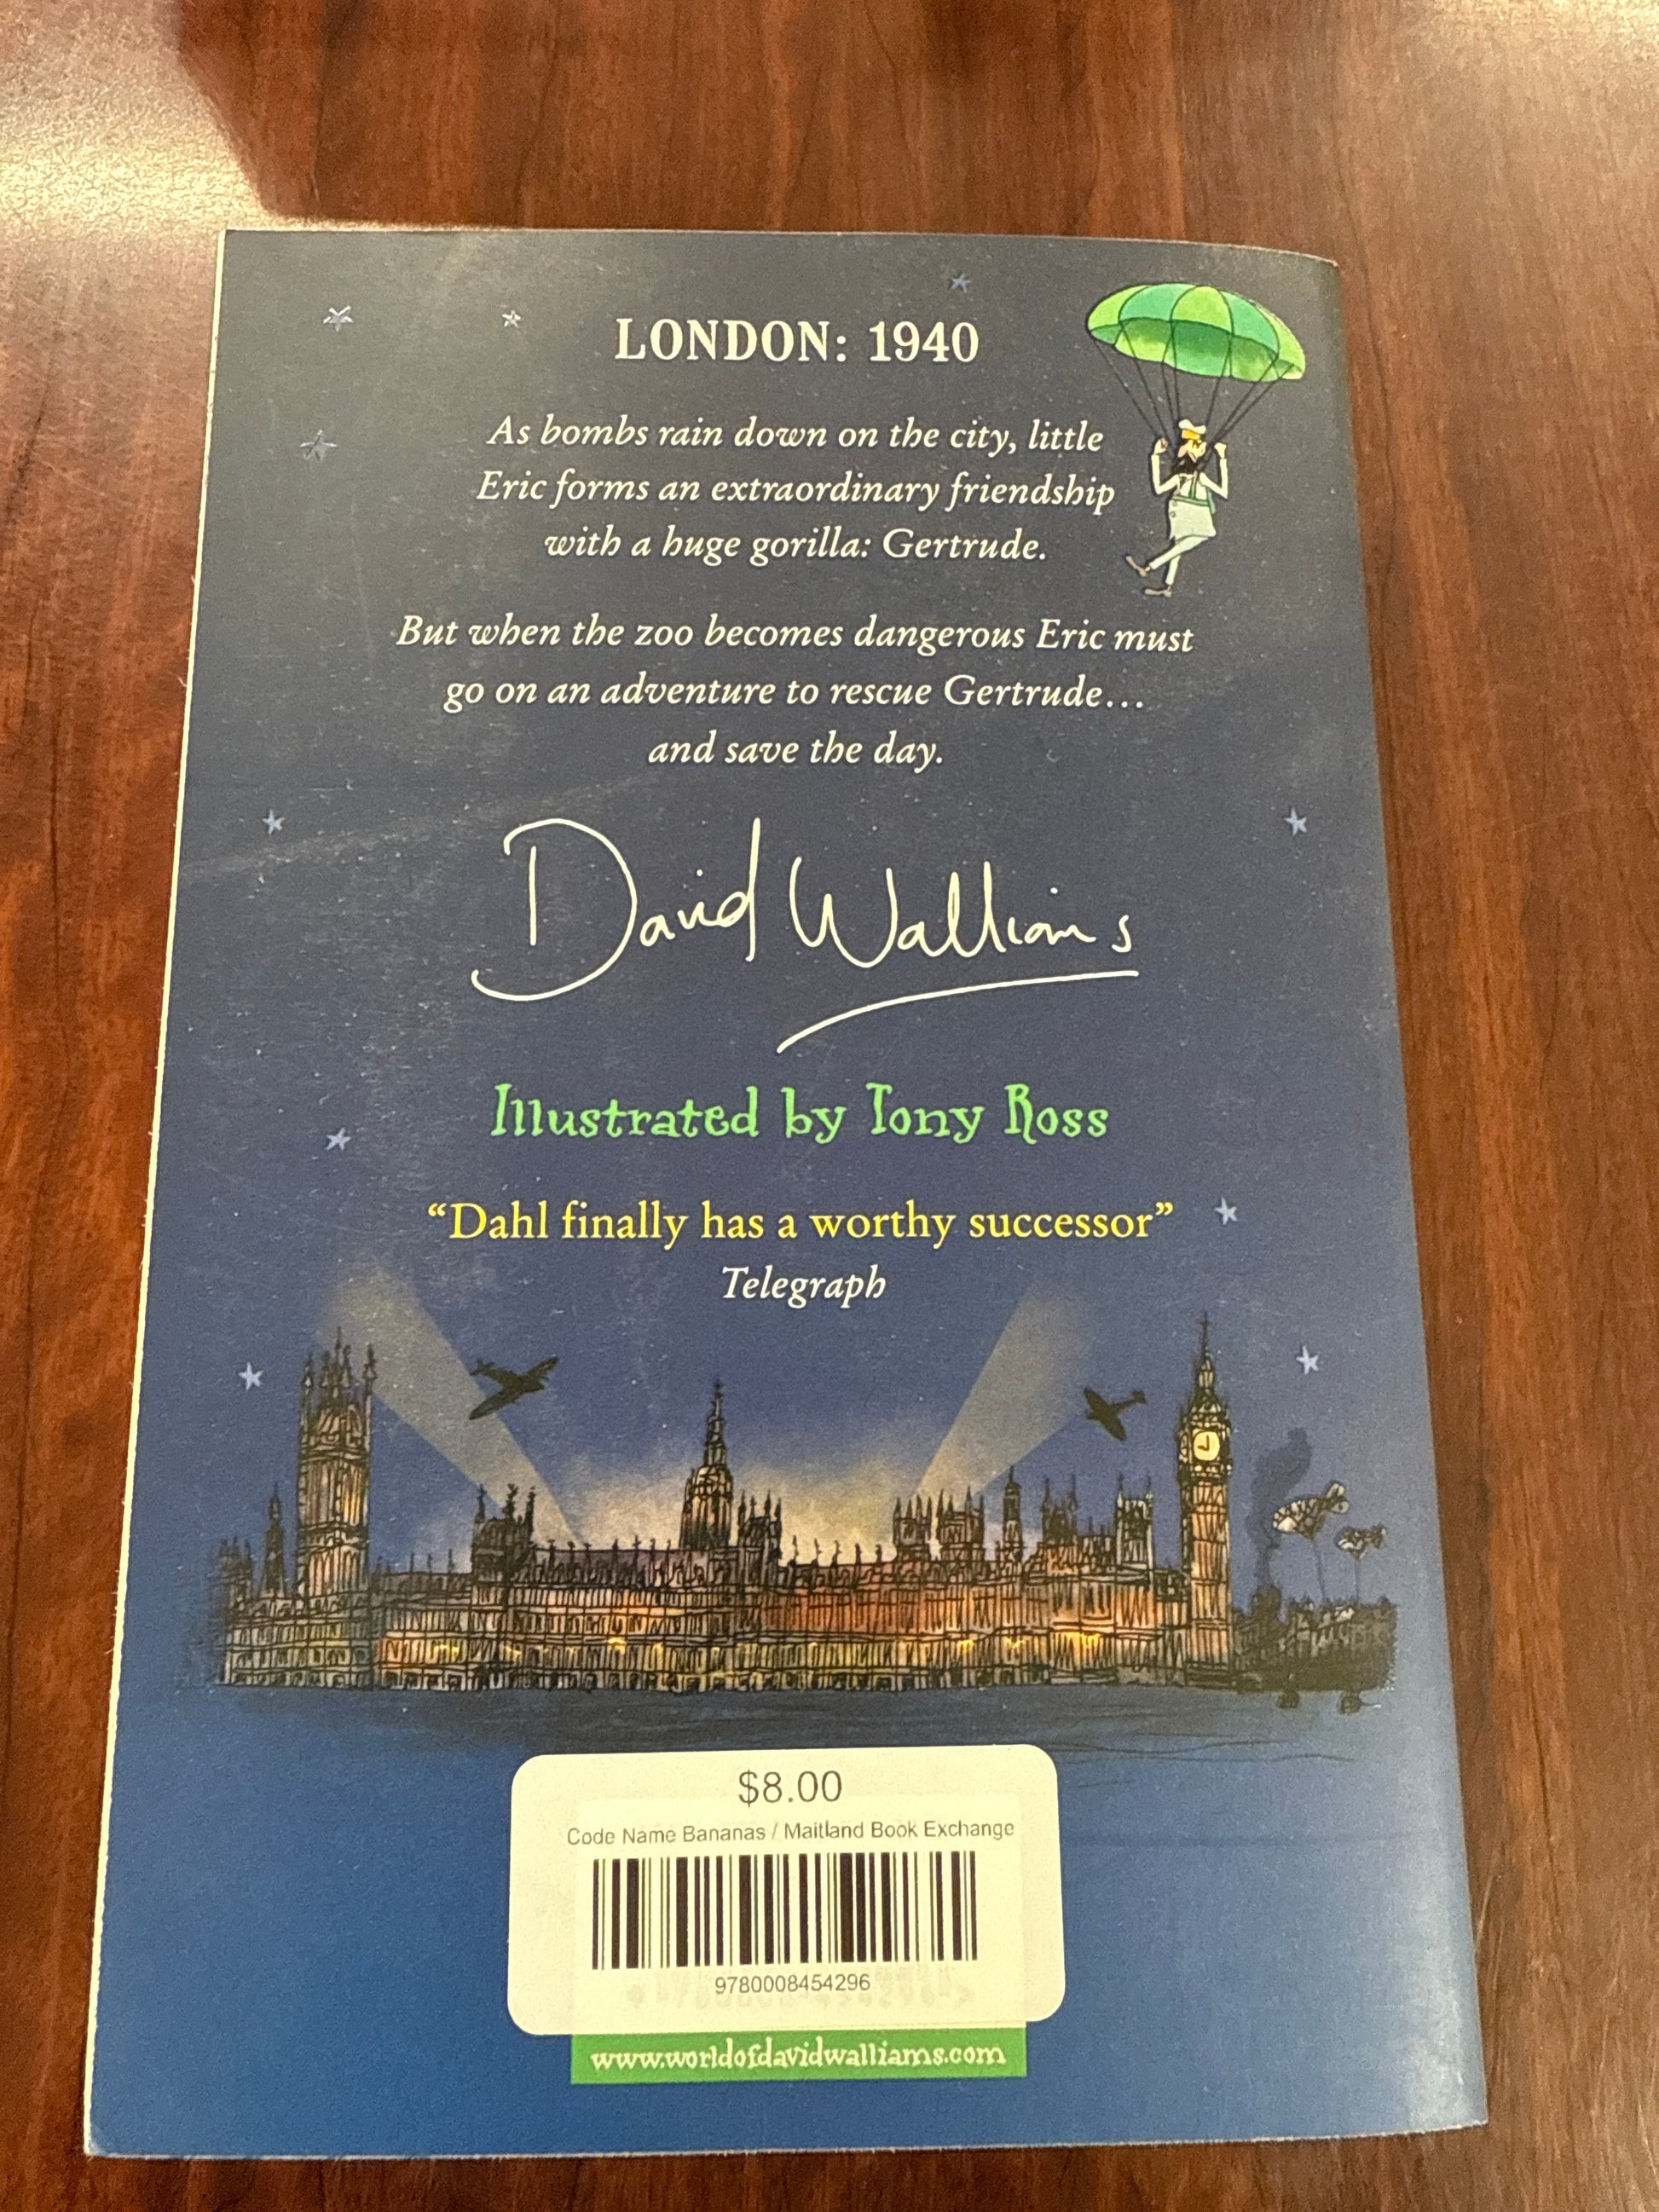 LONDON: 1940
As bombs rain down on the city, little
Eric forms an extraordinary friendship
with a huge gorilla: Gertrude.
But when the zoo becomes dangerous Eric must
go on an adventure to rescue Gertrude…
and save the day.
David Walliams
Illustrated by Tony Ross
“Dahl finally has a worthy successor”
Telegraph
$8.00
Code Name Bananas / Maitland Book Exchange
9780008454296
www.worldofdavidwalliams.com